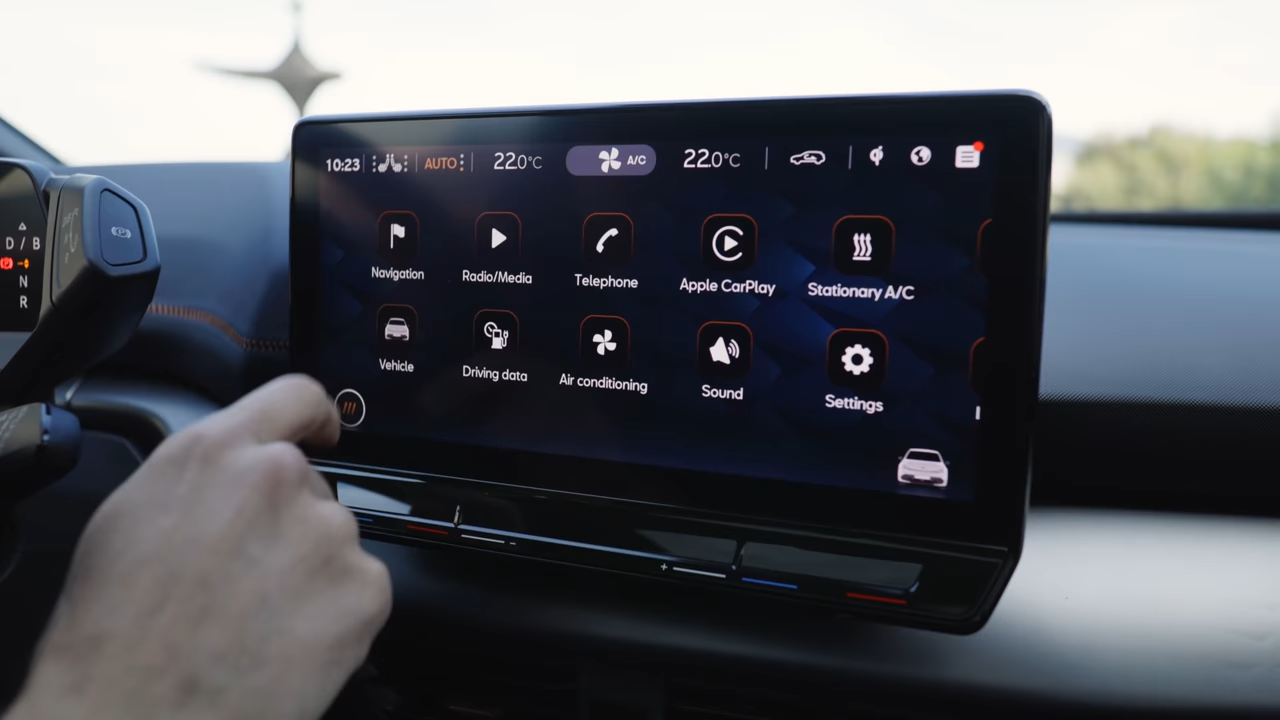 10:23 AUTO 22.0°C A/C 22.0°C
Navigation Radio/Media Telephone Apple CarPlay Stationary A/C
Vehicle Driving data Air conditioning Sound Settings
D / B
N
R